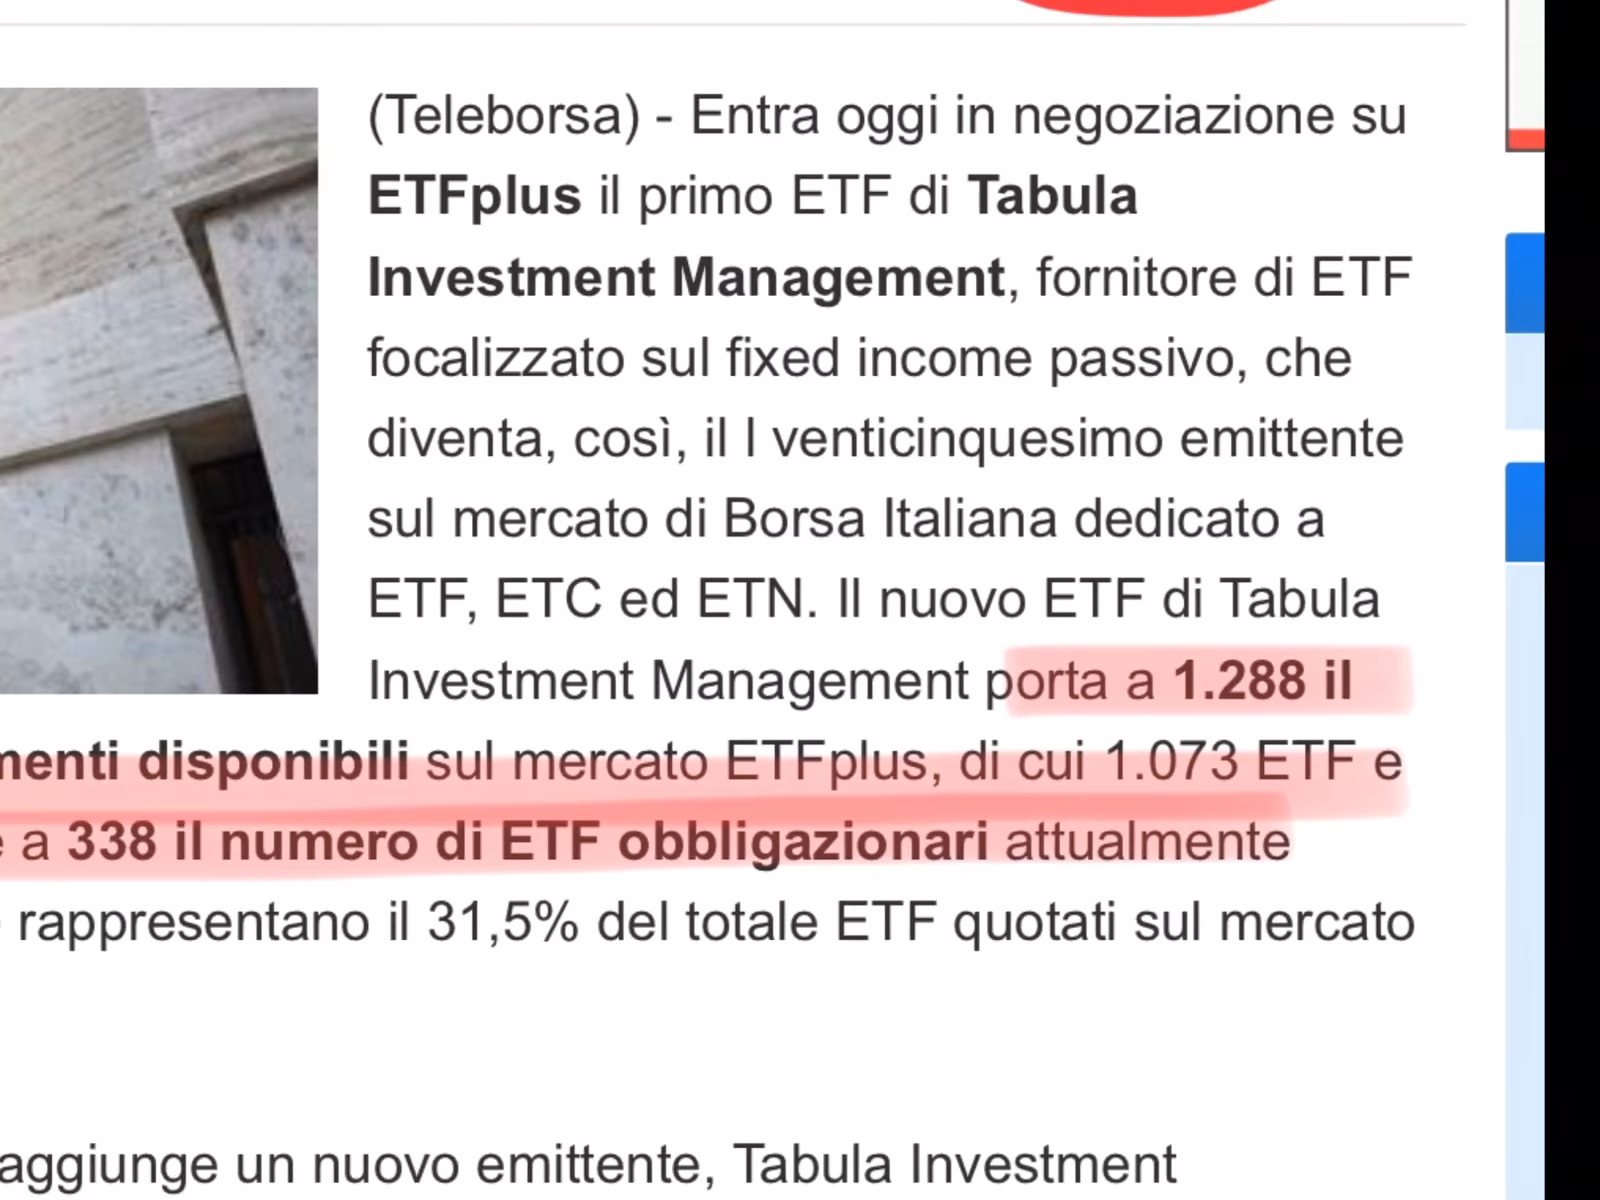 (Teleborsa) - Entra oggi in negoziazione su
ETFplus il primo ETF di Tabula
Investment Management, fornitore di ETF
focalizzato sul fixed income passivo, che
diventa, così, il l venticinquesimo emittente
sul mercato di Borsa Italiana dedicato a
ETF, ETC ed ETN. Il nuovo ETF di Tabula
Investment Management porta a 1.288 il
menti disponibili sul mercato ETFplus, di cui 1.073 ETF e
e a 338 il numero di ETF obbligazionari attualmente
rappresentano il 31,5% del totale ETF quotati sul mercato
aggiunge un nuovo emittente, Tabula Investment